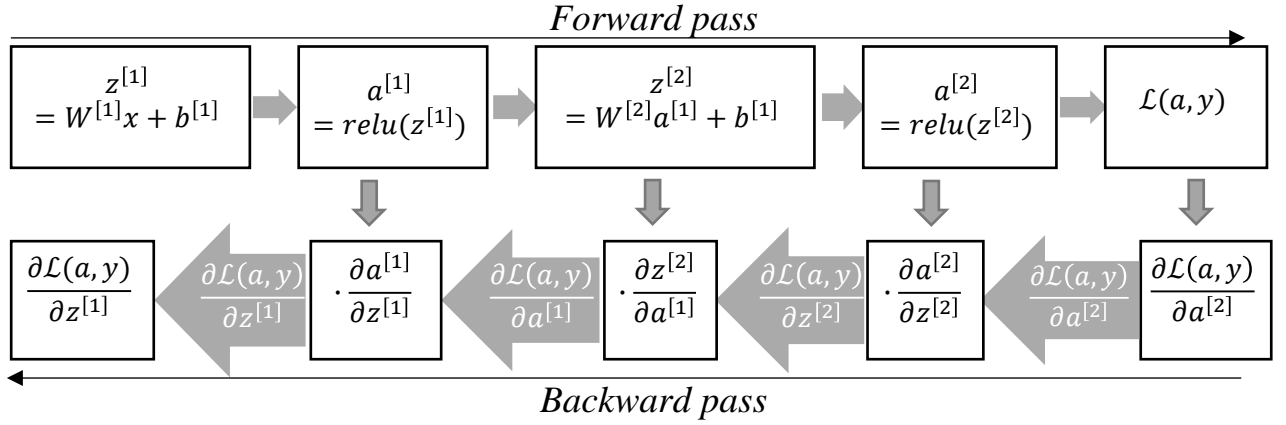 Forward pass
z^{[1]}
= W^{[1]}x + b^{[1]}
a^{[1]}
= relu(z^{[1]})
z^{[2]}
= W^{[2]}a^{[1]} + b^{[1]}
a^{[2]}
= relu(z^{[2]})
ℒ(a, y)
∂ℒ(a, y)
∂z^{[1]}
∂ℒ(a, y)
∂z^{[1]}
· ∂a^{[1]}
∂z^{[1]}
∂ℒ(a, y)
∂a^{[1]}
· ∂z^{[2]}
∂a^{[1]}
∂ℒ(a, y)
∂z^{[2]}
· ∂a^{[2]}
∂z^{[2]}
∂ℒ(a, y)
∂a^{[2]}
∂ℒ(a, y)
∂a^{[2]}
Backward pass